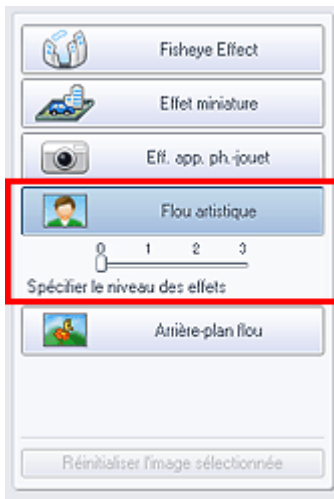 Fisheye Effect
Effet miniature
Eff. app. ph.-jouet
Flou artistique
0 1 2 3
Spécifier le niveau des effets
Arrière-plan flou
Réinitialiser l'image sélectionnée